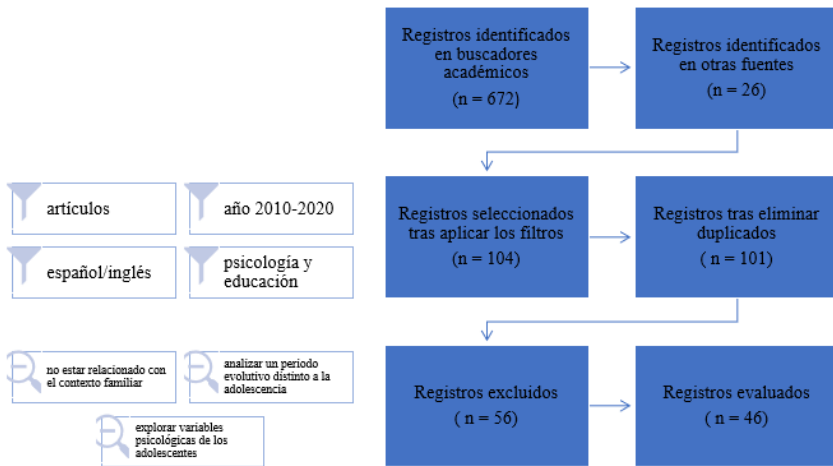 Registros identificados
en buscadores
académicos
(n = 672)
Registros identificados
en otras fuentes
(n = 26)
artículos
año 2010-2020
español/inglés
psicología y
educación
Registros seleccionados
tras aplicar los filtros
(n = 104)
Registros tras eliminar
duplicados
( n = 101)
no estar relacionado con
el contexto familiar
analizar un periodo
evolutivo distinto a la
adolescencia
explorar variables
psicológicas de los
adolescentes
Registros excluidos
( n = 56)
Registros evaluados
( n = 46)